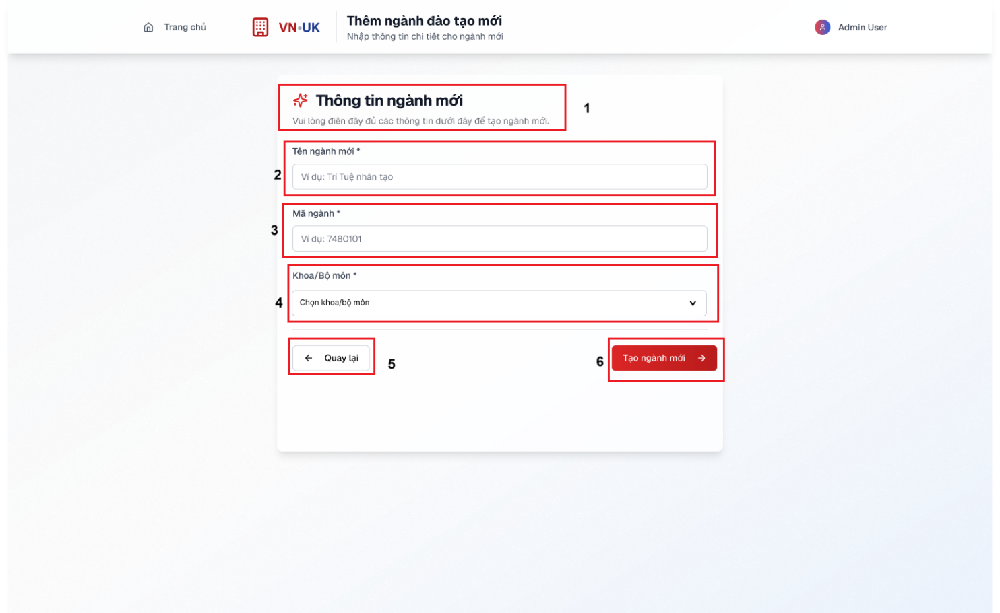 Trang chủ
VN•UK
Thêm ngành đào tạo mới
Nhập thông tin chi tiết cho ngành mới
Admin User
Thông tin ngành mới
Vui lòng điền đầy đủ các thông tin dưới đây để tạo ngành mới.
1
Tên ngành mới *
2
Ví dụ: Trí Tuệ nhân tạo
Mã ngành *
3
Ví dụ: 7480101
Khoa/Bộ môn *
4
Chọn khoa/bộ môn
Quay lại
5
6
Tạo ngành mới